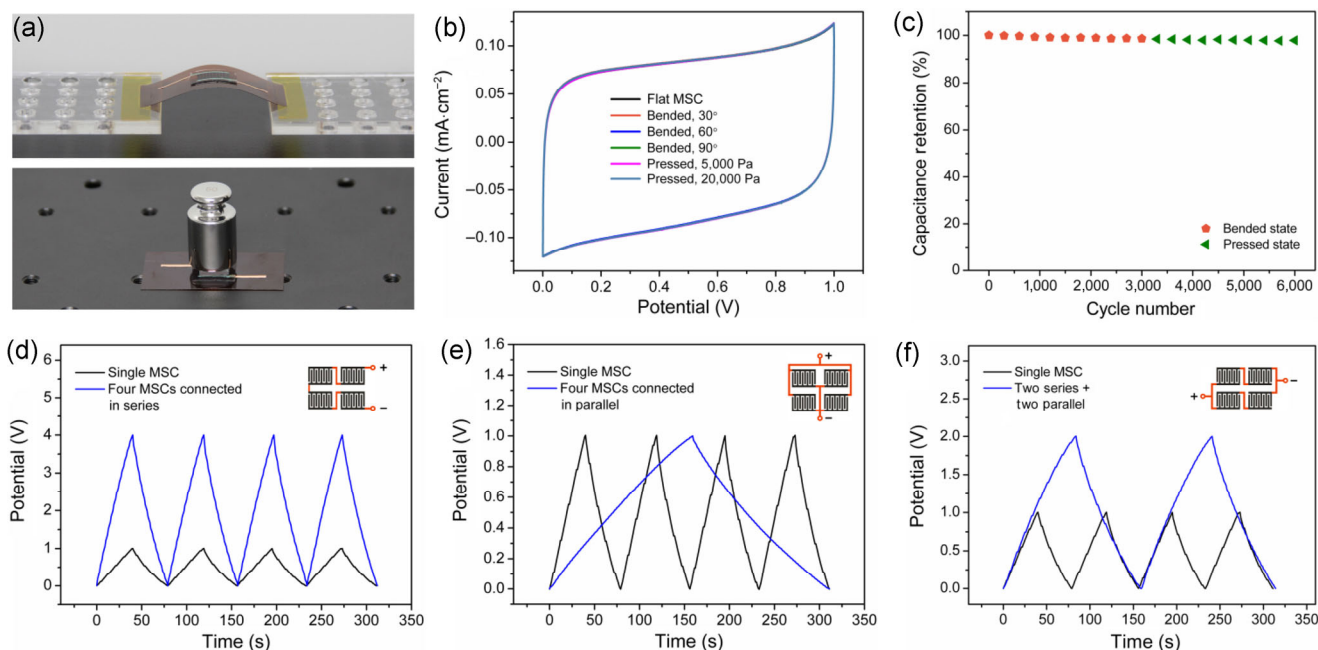 (a)
(b)
0.10
0.05
0.00
–0.05
–0.10
Current (mA·cm–2)
Flat MSC
Bended, 30°
Bended, 60°
Bended, 90°
Pressed, 5,000 Pa
Pressed, 20,000 Pa
0.0 0.2 0.4 0.6 0.8 1.0
Potential (V)
(c)
100
80
60
40
20
0
Capacitance retention (%)
Bended state
Pressed state
0 1,000 2,000 3,000 4,000 5,000 6,000
Cycle number
(d)
6
5
4
3
2
1
0
Potential (V)
Single MSC
Four MSCs connected
in series
+
–
0 50 100 150 200 250 300 350
Time (s)
(e)
1.6
1.4
1.2
1.0
0.8
0.6
0.4
0.2
0.0
Potential (V)
Single MSC
Four MSCs connected
in parallel
+
–
0 50 100 150 200 250 300 350
Time (s)
(f)
3.0
2.5
2.0
1.5
1.0
0.5
0.0
Potential (V)
Single MSC
Two series +
two parallel
+
–
0 50 100 150 200 250 300 350
Time (s)